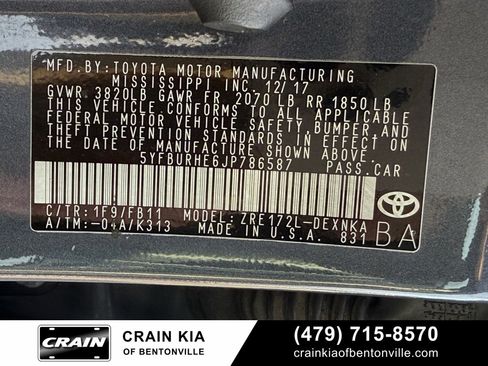 MFD.BY:TOYOTA MOTOR MANUFACTURING
MISSISSIPPI INC. 12/17
GVWR. 3820LB GAWR FR. 2070 LB RR 1850 LB
THIS VEHICLE CONFORMS TO ALL APPLICABLE
FEDERAL MOTOR VEHICLE SAFETY, BUMPER, AND
THEFT PREVENTION STANDARDS IN EFFECT ON
THE DATE OF MANUFACTURE SHOWN ABOVE.
5YFBURHE6JP786587 PASS.CAR
C/TR:1F9/FB11 MODEL:ZRE172L-DEXNKA
A/TM:-04A/K313 MADE IN U.S.A. 831 BA
CRAIN
CRAIN KIA
OF BENTONVILLE
(479) 715-8570
crainkiaofbentonville.com